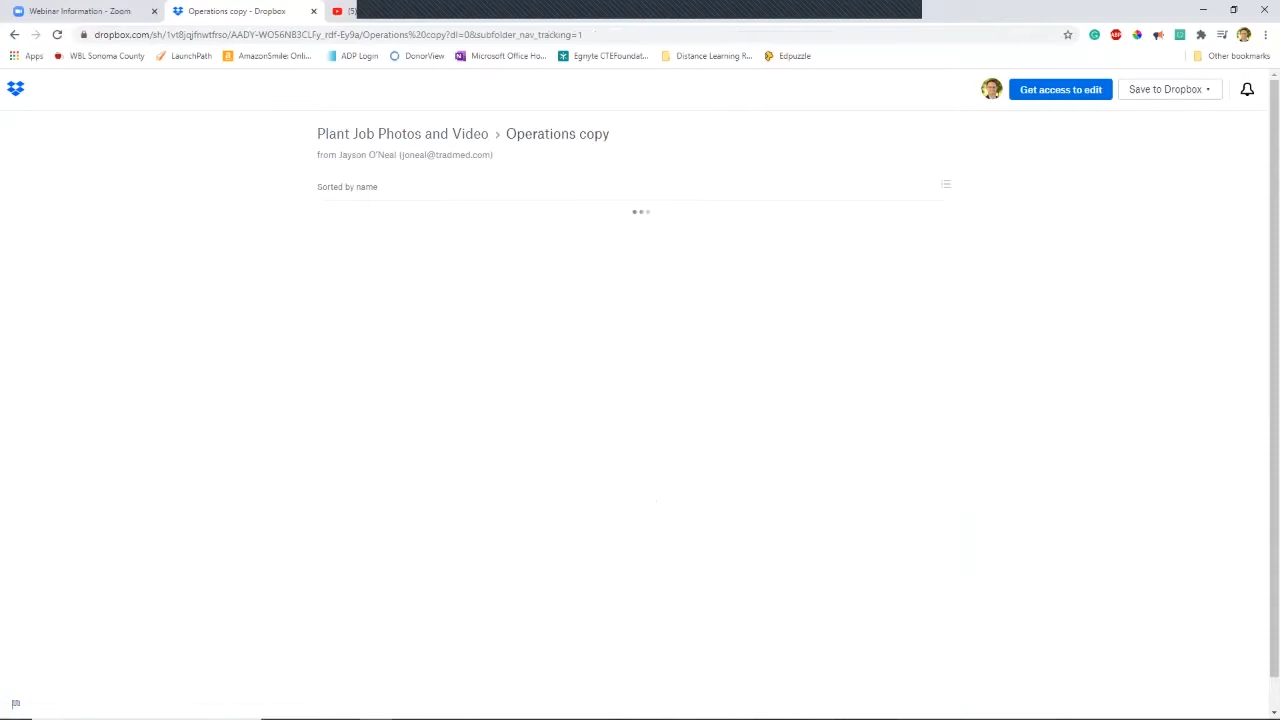 Webinar Information - Zoom
Operations copy - Dropbox
(5)
dropbox.com/sh/1vt8jqjfnwtfrso/AADY-WO56N83CLFy_rdf-Ey9a/Operations%20copy?dl=0&subfolder_nav_tracking=1
Apps
WBL Sonoma County
LaunchPath
AmazonSmile Onli...
ADP Login
DonorView
Microsoft Office Ho...
Egnyte CTEFoundat...
Distance Learning R...
Edpuzzle
Other bookmarks
Get access to edit
Save to Dropbox
Plant Job Photos and Video › Operations copy
from Jayson O'Neal (joneal@tradmed.com)
Sorted by name